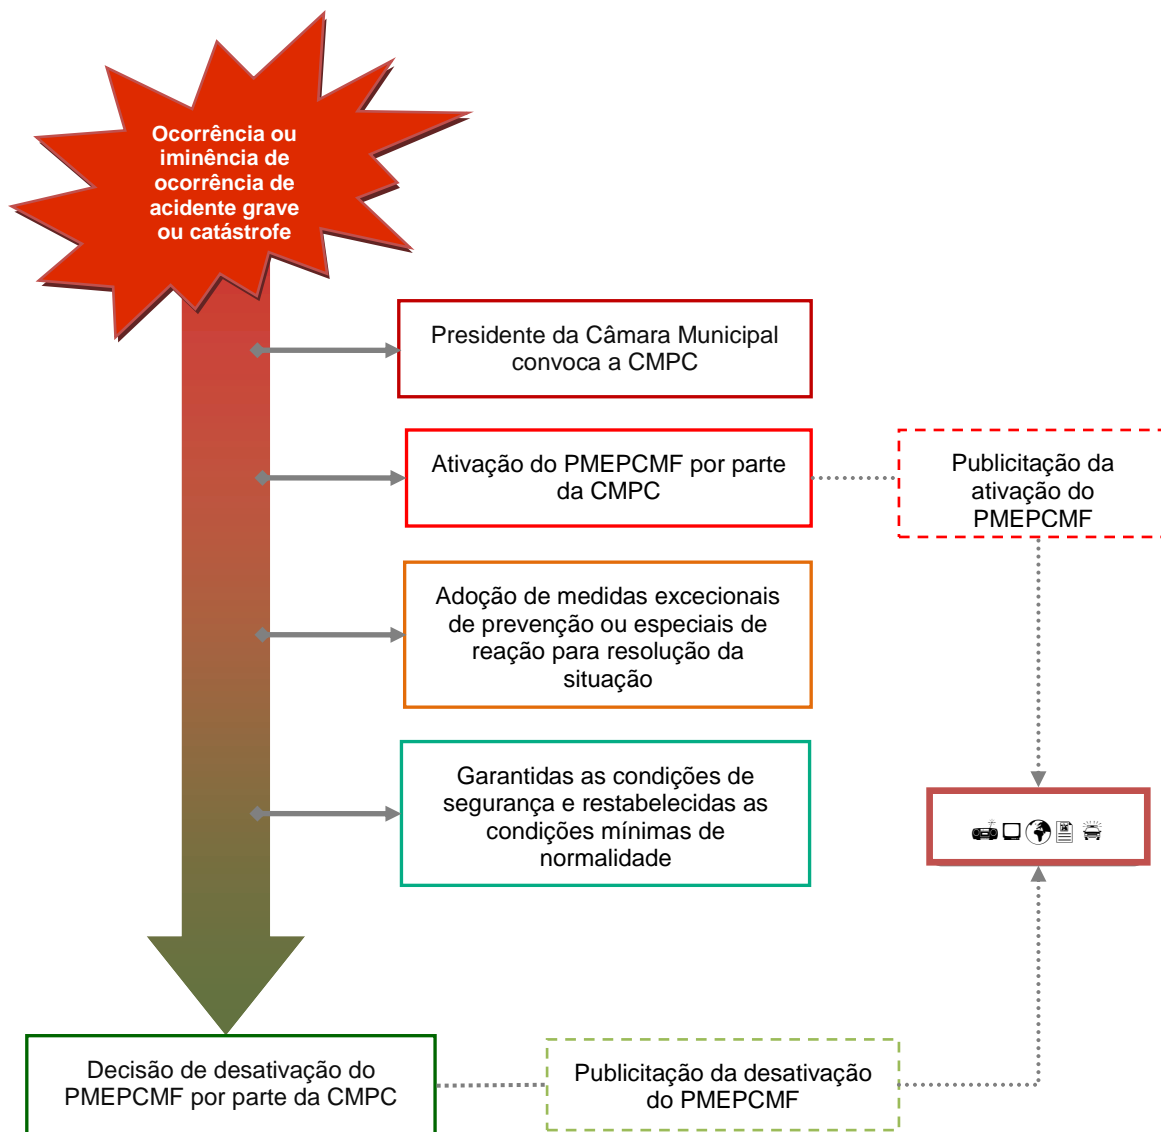 Ocorrência ou
iminência de
ocorrência de
acidente grave
ou catástrofe
Presidente da Câmara Municipal
convoca a CMPC
Ativação do PMEPCMF por parte
da CMPC
Publicitação da
ativação do
PMEPCMF
Adoção de medidas excecionais
de prevenção ou especiais de
reação para resolução da
situação
Garantidas as condições de
segurança e restabelecidas as
condições mínimas de
normalidade
Decisão de desativação do
PMEPCMF por parte da CMPC
Publicitação da desativação
do PMEPCMF